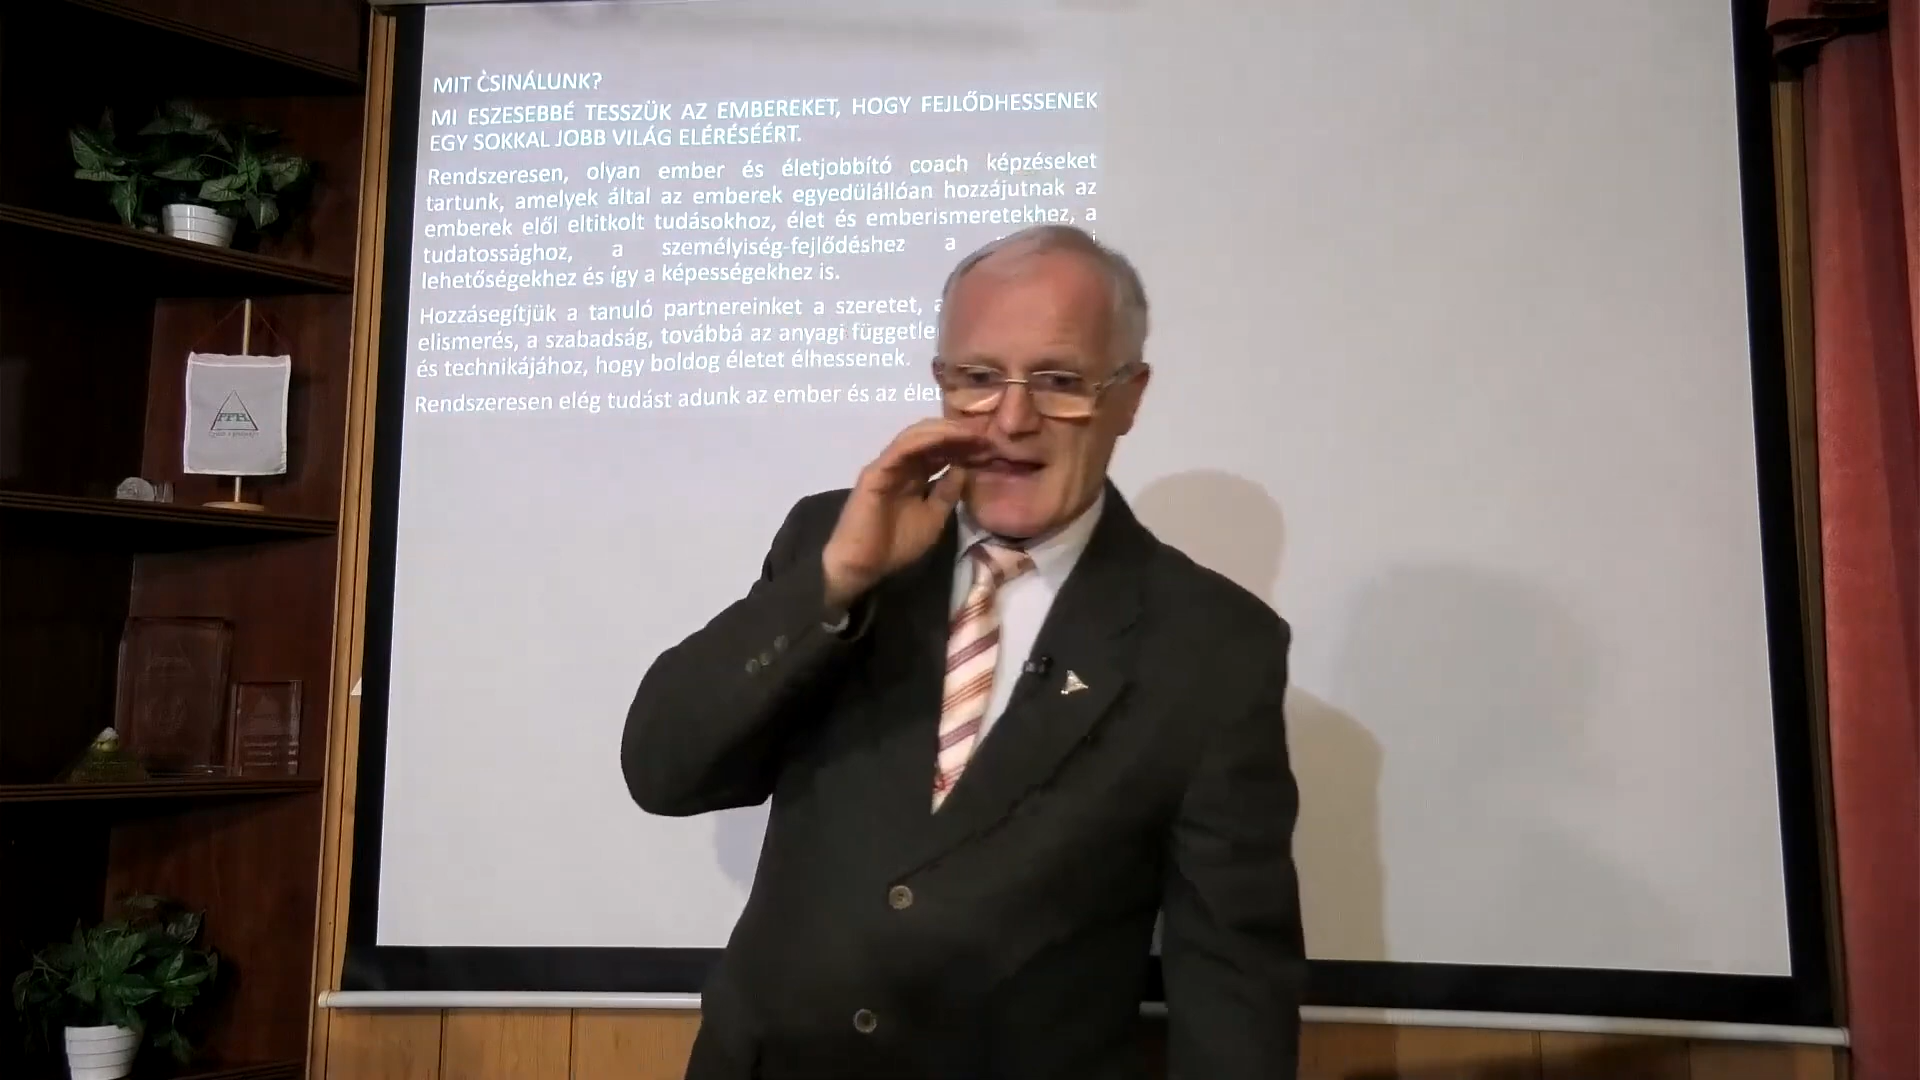 MIT CSINÁLUNK?
MI ESZESEBBÉ TESSZÜK AZ EMBEREKET, HOGY FEJLŐDHESSENEK
EGY SOKKAL JOBB VILÁG ELÉRÉSÉÉRT.
Rendszeresen, olyan ember és életjobbító coach képzéseket
tartunk, amelyek által az emberek egyedülállóan hozzájutnak az
emberek elől eltitkolt tudásokhoz, élet és emberismeretekhez, a
tudatossághoz, a személyiség-fejlődéshez a
lehetőségekhez és így a képességekhez is.
Hozzásegítjük a tanuló partnereinket a szeretet, a
elismerés, a szabadság, továbbá az anyagi függetle
és technikájához, hogy boldog életet élhessenek.
Rendszeresen elég tudást adunk az ember és az élet